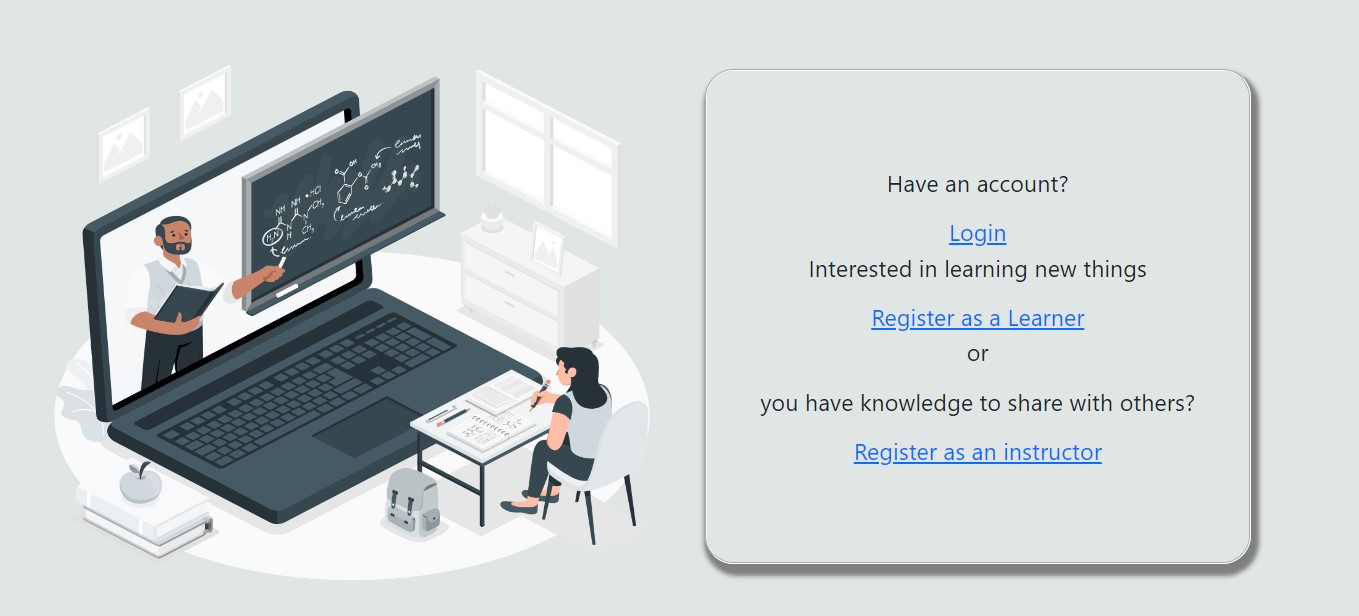 Have an account?
Login
Interested in learning new things
Register as a Learner
or
you have knowledge to share with others?
Register as an instructor